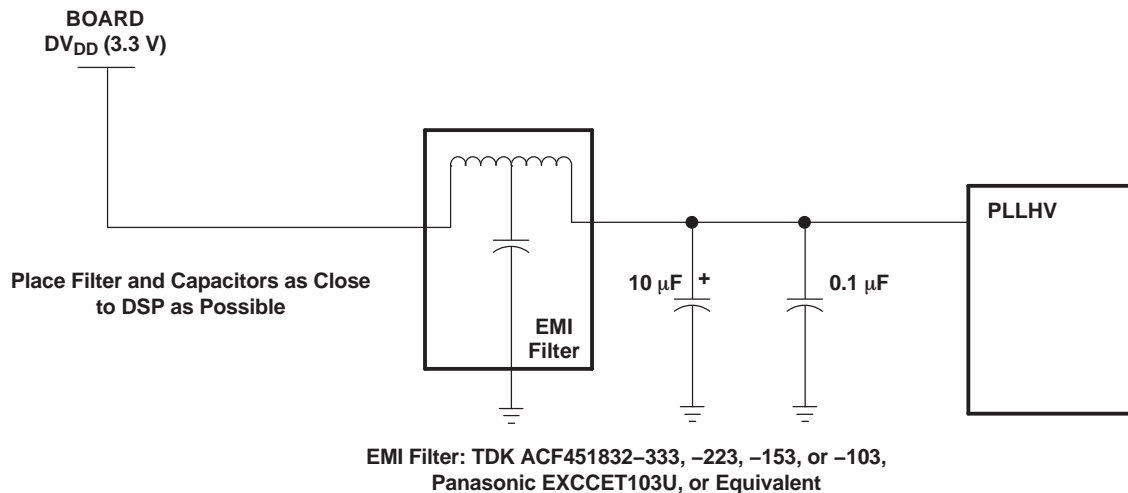 BOARD
DVDD (3.3 V)
PLLHV
Place Filter and Capacitors as Close
to DSP as Possible
10 μF
+
0.1 μF
EMI
Filter
EMI Filter: TDK ACF451832−333, −223, −153, or −103,
Panasonic EXCCET103U, or Equivalent